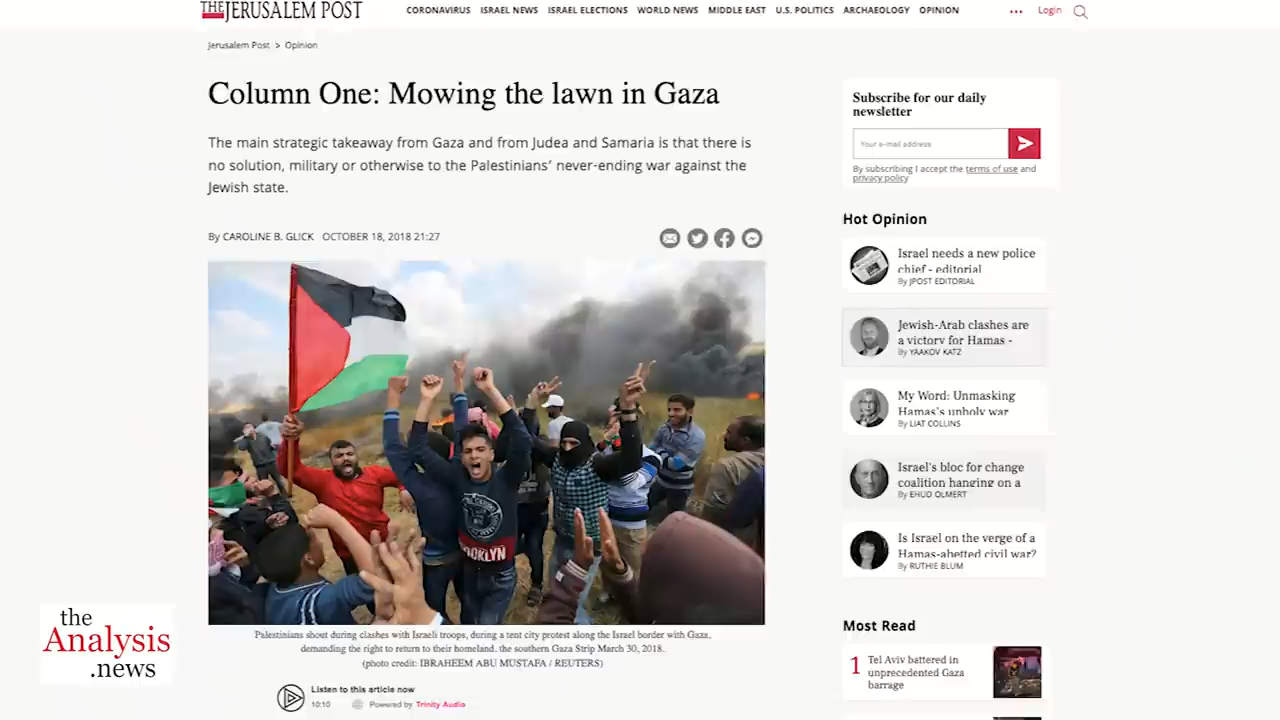 THE JERUSALEM POST
CORONAVIRUS ISRAEL NEWS ISRAEL ELECTIONS WORLD NEWS MIDDLE EAST U.S. POLITICS ARCHAEOLOGY OPINION
Login
Jerusalem Post > Opinion
Column One: Mowing the lawn in Gaza
The main strategic takeaway from Gaza and from Judea and Samaria is that there is
no solution, military or otherwise to the Palestinians' never-ending war against the
Jewish state.
By CAROLINE B. GLICK OCTOBER 18, 2018 21:27
BROOKLYN
Palestinians shout during clashes with Israeli troops, during a tent city protest along the Israel border with Gaza,
demanding the right to return to their homeland, the southern Gaza Strip March 30, 2018.
(photo credit: IBRAHEEM ABU MUSTAFA / REUTERS)
Listen to this article now
10:10 Powered by Trinity Audio
Subscribe for our daily
newsletter
Your e-mail address
By subscribing I accept the terms of use and
privacy policy
Hot Opinion
Israel needs a new police
chief - editorial
By JPOST EDITORIAL
Jewish-Arab clashes are
a victory for Hamas -
By YAAKOV KATZ
My Word: Unmasking
Hamas's unholy war
By LIAT COLLINS
Israel's bloc for change
coalition hanging on a
By EHUD OLMERT
Is Israel on the verge of a
Hamas-abetted civil war?
By RUTHIE BLUM
Most Read
1 Tel Aviv battered in
unprecedented Gaza
barrage
the
Analysis
.news